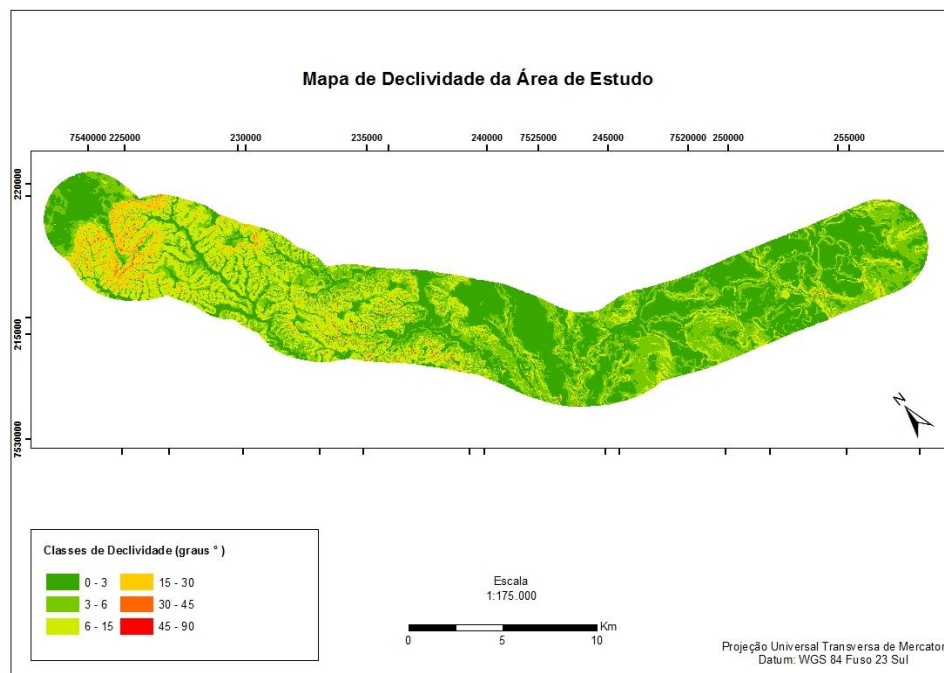 Mapa de Declividade da Área de Estudo
7540000 225000 230000 235000 240000 7525000 245000 7520000 250000 255000
220000
215000
7530000
N
Classes de Declividade (graus ° )
0 - 3 15 - 30
3 - 6 30 - 45
6 - 15 45 - 90
Escala
1:175.000
Km
0 5 10
Projeção Universal Transversa de Mercator
Datum: WGS 84 Fuso 23 Sul